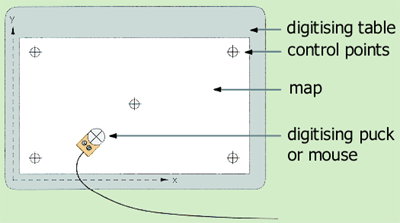 Y
digitising table
control points
map
digitising puck
or mouse
X